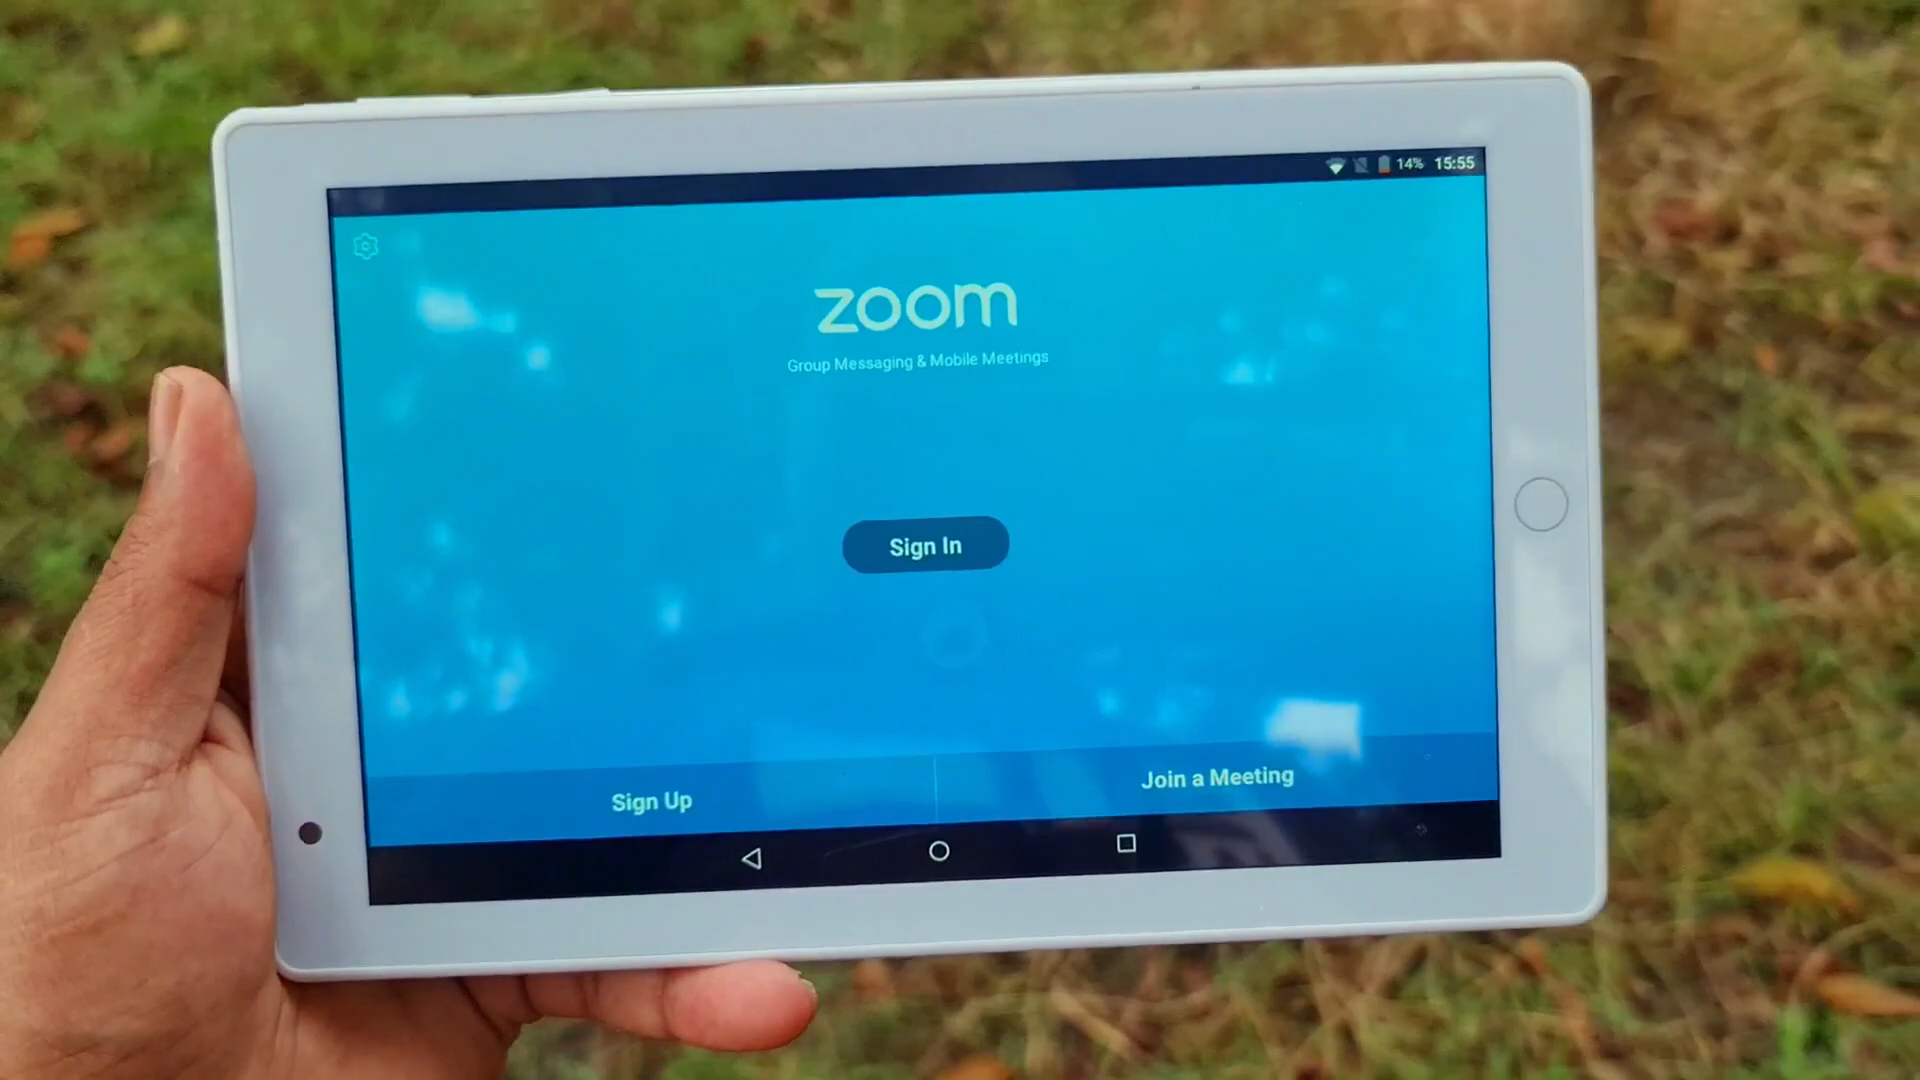 14% 15:55
zoom
Group Messaging & Mobile Meetings
Sign In
Sign Up
Join a Meeting